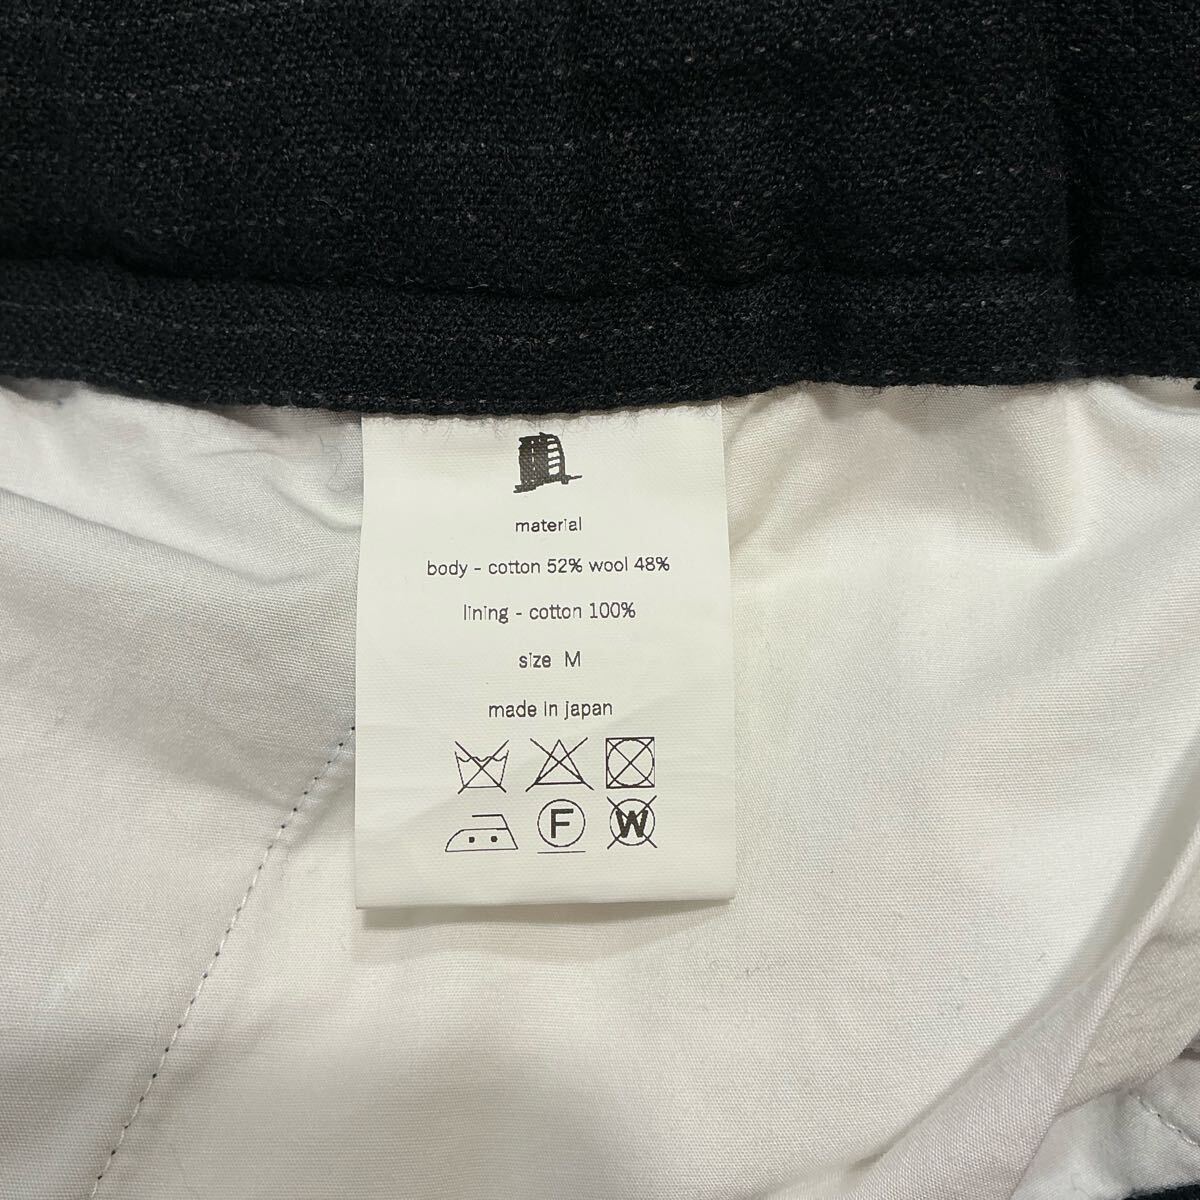 material
body - cotton 52% wool 48%
lining - cotton 100%
size M
made in japan
F W